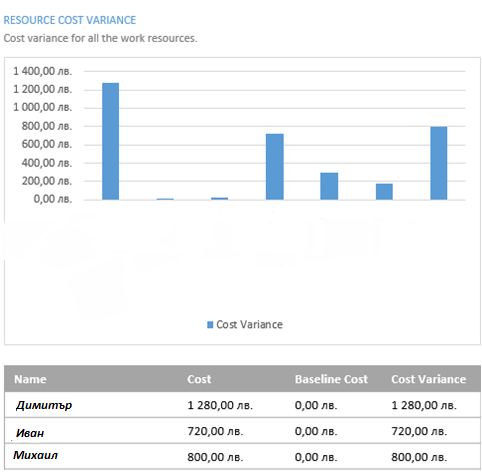 RESOURCE COST VARIANCE
Cost variance for all the work resources.
1 400,00 лв.
1 200,00 лв.
1 000,00 лв.
800,00 лв.
600,00 лв.
400,00 лв.
200,00 лв.
0,00 лв.
Cost Variance
Name Cost Baseline Cost Cost Variance
Димитър 1 280,00 лв. 0,00 лв. 1 280,00 лв.
Иван 720,00 лв. 0,00 лв. 720,00 лв.
Михаил 800,00 лв. 0,00 лв. 800,00 лв.